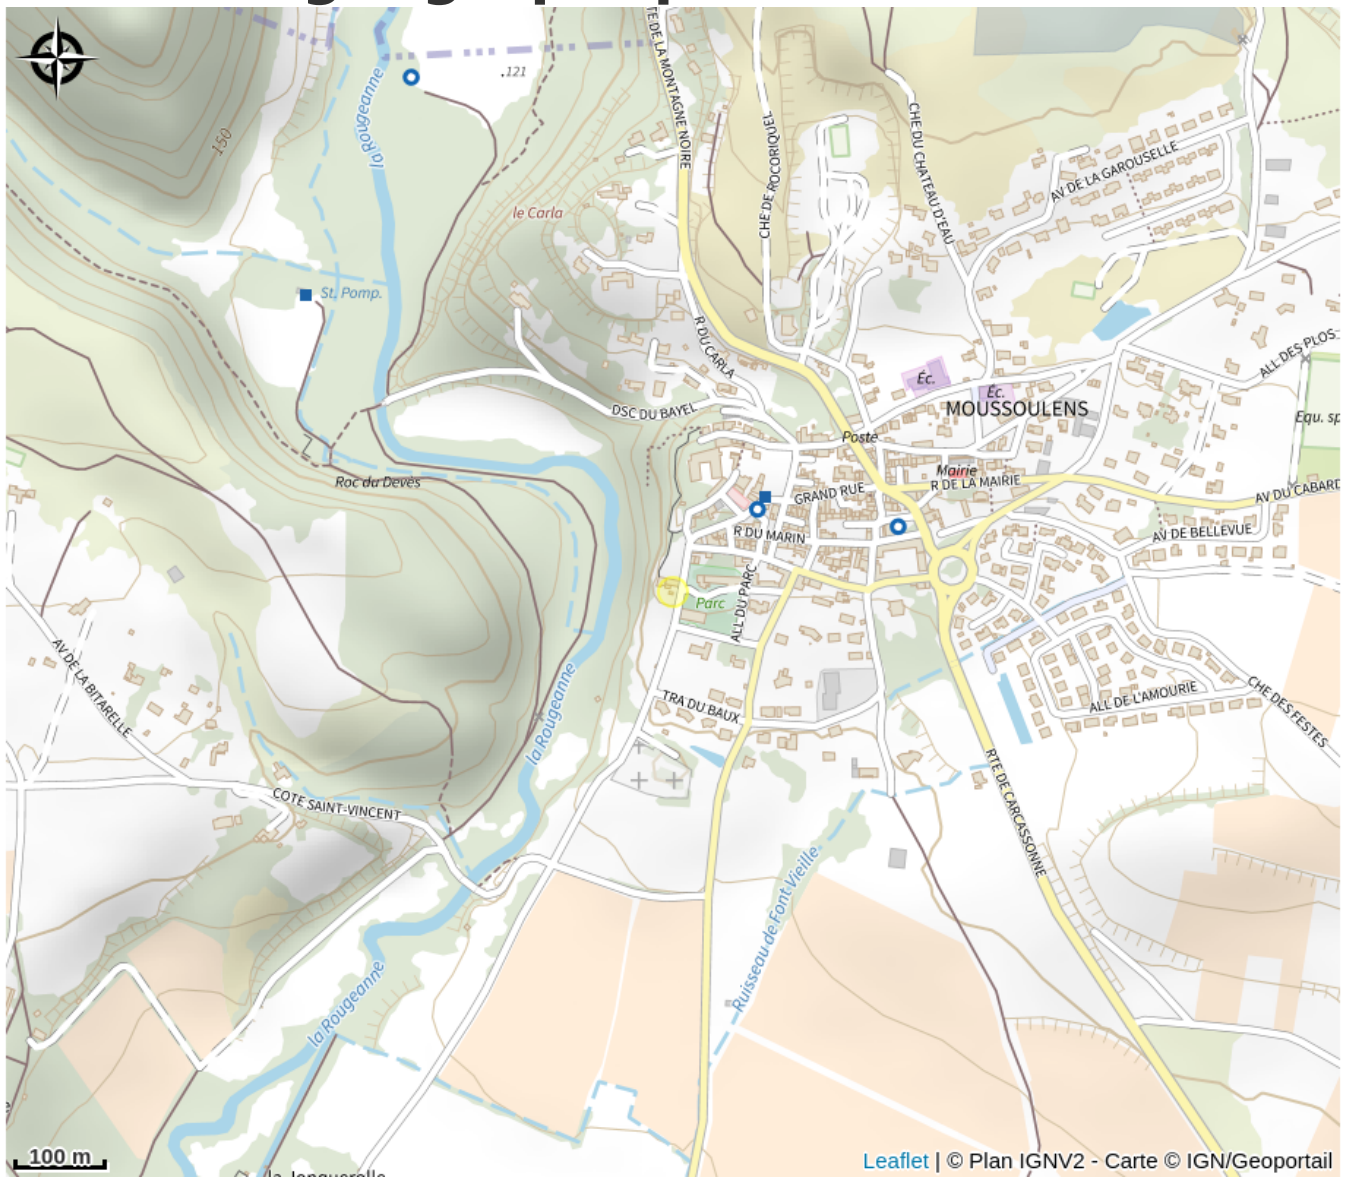 TE DE LA MONTAGNE NOIRE
.121
la Rougeanne
150
CHE DE ROCORIQUEL
CHE DU CHATEAU D'EAU
AV DE LA GAROUSELLE
le Carla
St. Pomp.
R DU CARLA
ALL DES PLOS
Éc.
Éc.
DSC DU BAYEL
MOUSSOULENS
Equ. sp
Poste
Mairie
Roc du Devès
GRAND RUE
R DE LA MAIRIE
AV DU CABARD
R DU MARIN
AV DE BELLEVUE
Parc
ALL DU PARC
AV DE LA BITARELLE
la Rougeanne
TRA DU BAUX
ALL DE L'AMOURIE
CHE DES FESTES
RTE DE CARCASSONNE
COTE SAINT-VINCENT
Ruisseau de Font Vieille
la Rougeanne
100 m
Leaflet | © Plan IGNV2 - Carte © IGN/Geoportail